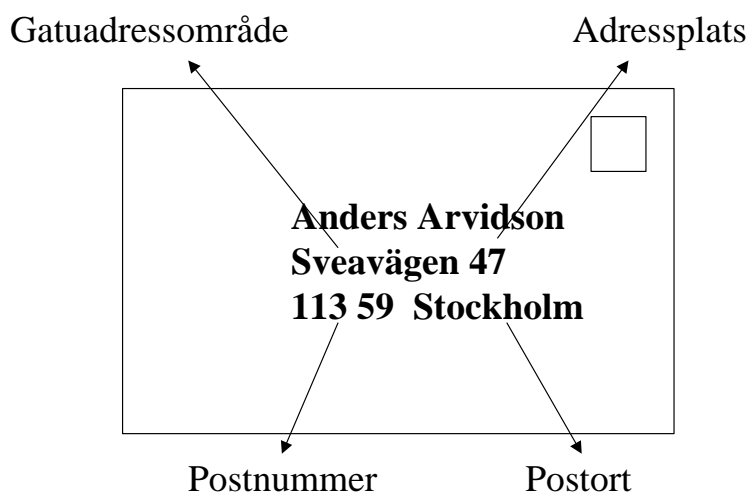 Gatuadressområde Adressplats
Anders Arvidson
Sveavägen 47
113 59 Stockholm
Postnummer Postort